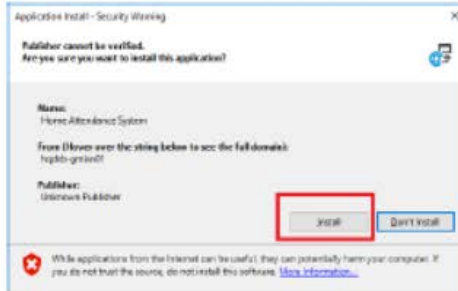 Application Install - Security Warning
Publisher cannot be verified.
Are you sure you want to install this application?
Name:
Home Attendance System
From (Hover over the string below to see the full domain):
Publisher:
Unknown Publisher
Install
Don't Install
While applications from the Internet can be useful, they can potentially harm your computer. If
you do not trust the source, do not install this software. More Information...